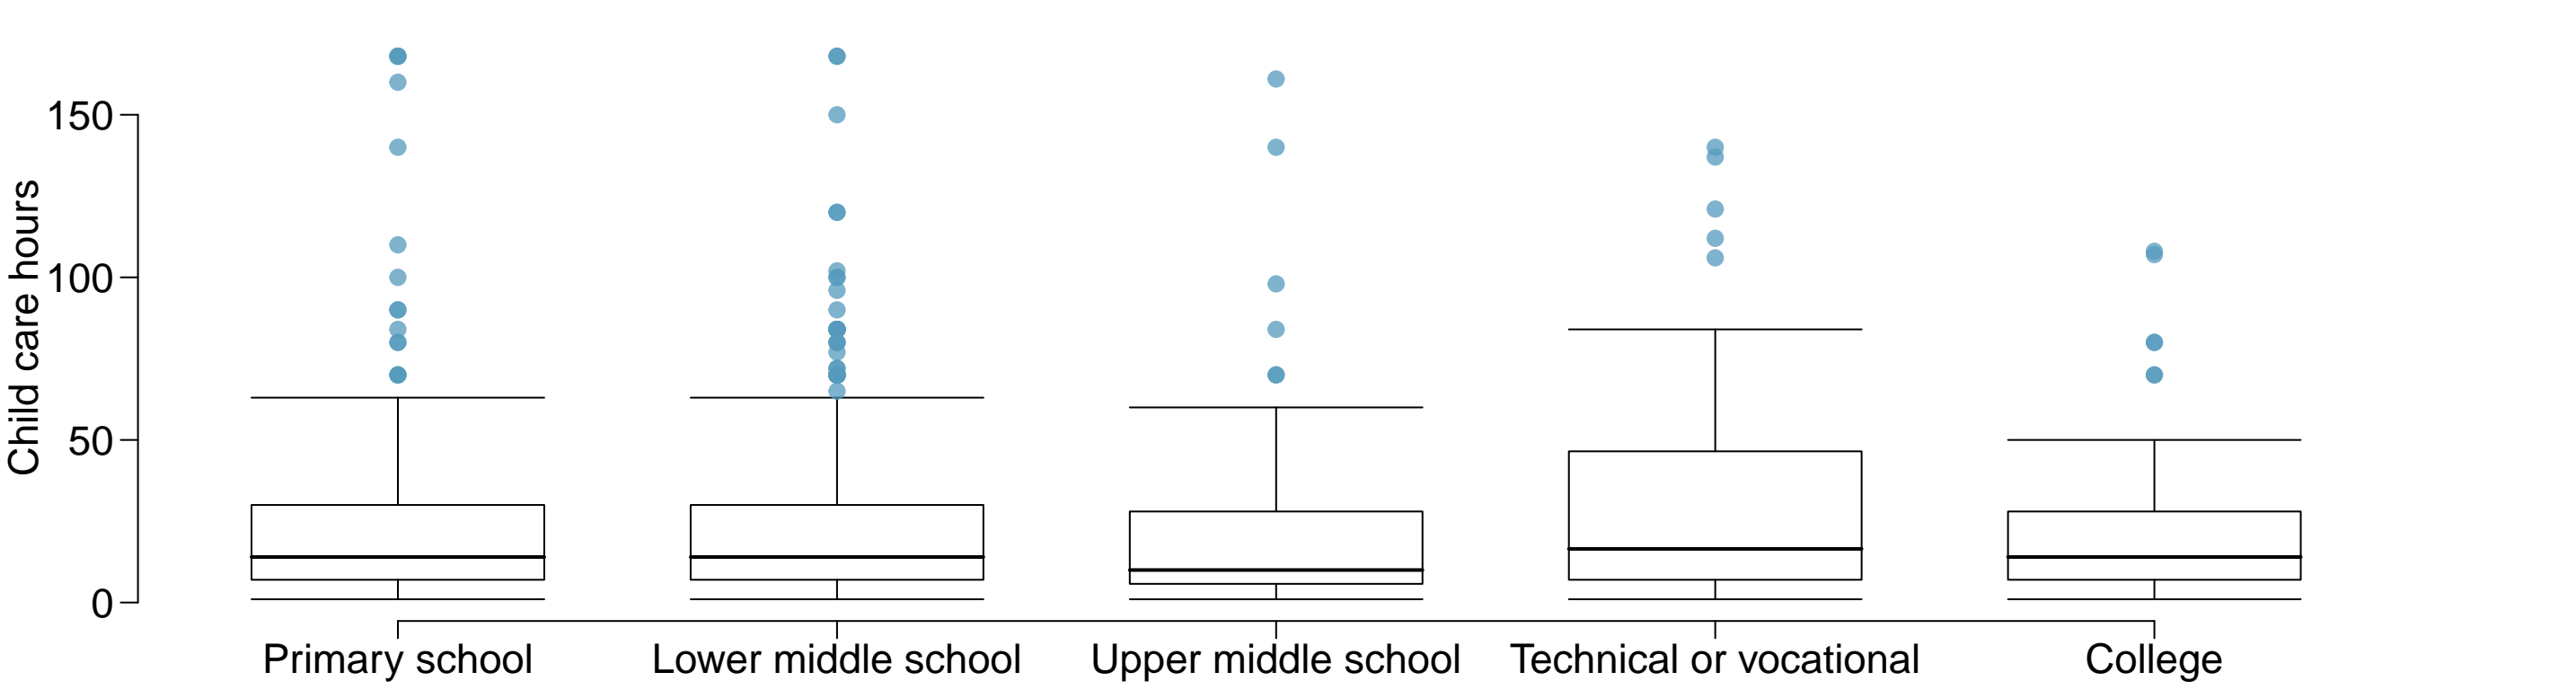 Child care hours
150
100
50
0
Primary school
Lower middle school
Upper middle school
Technical or vocational
College